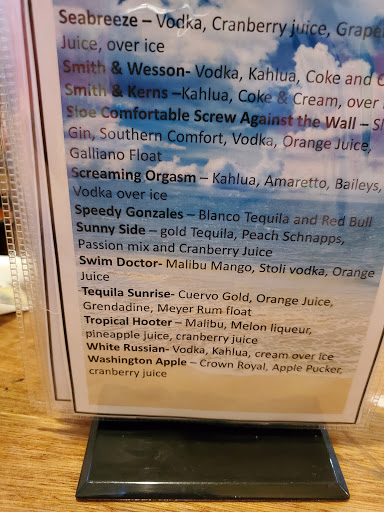 Seabreeze – Vodka, Cranberry juice, Grape
Juice, over ice
Smith & Wesson- Vodka, Kahlua, Coke and C
Smith & Kerns –Kahlua, Coke & Cream, over
Sloe Comfortable Screw Against the Wall – Sl
Gin, Southern Comfort, Vodka, Orange Juice,
Galliano Float
Screaming Orgasm – Kahlua, Amaretto, Baileys,
Vodka over ice
Speedy Gonzales – Blanco Tequila and Red Bull
Sunny Side – gold Tequila, Peach Schnapps,
Passion mix and Cranberry Juice
Swim Doctor- Malibu Mango, Stoli vodka, Orange
Juice
Tequila Sunrise- Cuervo Gold, Orange Juice,
Grendadine, Meyer Rum float
Tropical Hooter – Malibu, Melon liqueur,
pineapple juice, cranberry juice
White Russian- Vodka, Kahlua, cream over ice
Washington Apple – Crown Royal, Apple Pucker,
cranberry juice